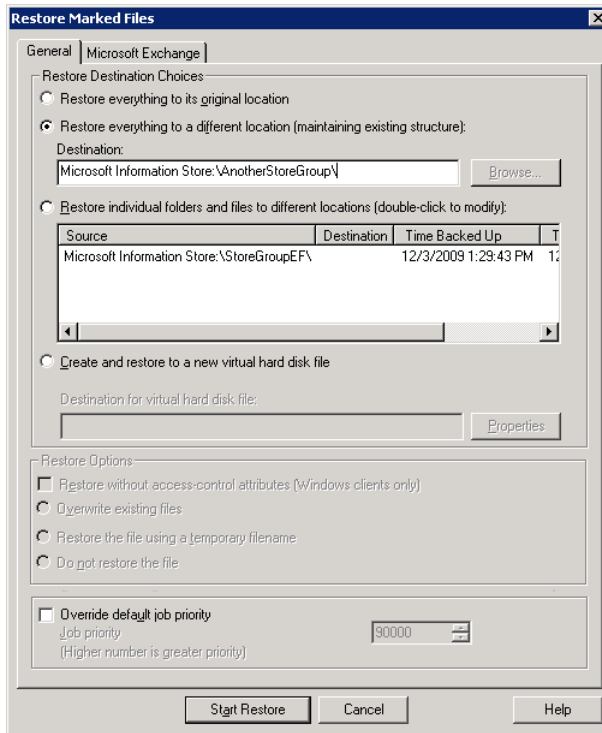 Restore Marked Files
General
Microsoft Exchange
Restore Destination Choices
Restore everything to its original location
Restore everything to a different location (maintaining existing structure):
Destination:
Microsoft Information Store:\AnotherStoreGroup\
Browse...
Restore individual folders and files to different locations (double-click to modify):
Source Destination Time Backed Up T
Microsoft Information Store:\StoreGroupEF\ 12/3/2009 1:29:43 PM 12
Create and restore to a new virtual hard disk file
Destination for virtual hard disk file:
Properties
Restore Options
Restore without access-control attributes (Windows clients only)
Overwrite existing files
Restore the file using a temporary filename
Do not restore the file
Override default job priority
Job priority 90000
(Higher number is greater priority)
Start Restore Cancel Help